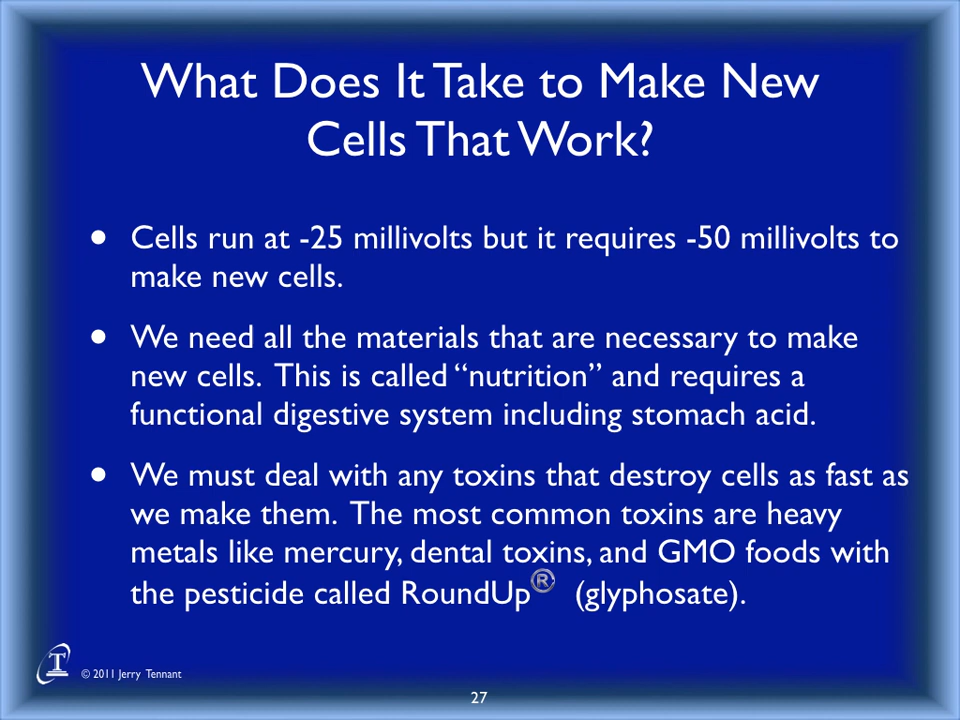 What Does It Take to Make New
Cells That Work?
• Cells run at -25 millivolts but it requires -50 millivolts to
make new cells.
• We need all the materials that are necessary to make
new cells. This is called “nutrition” and requires a
functional digestive system including stomach acid.
• We must deal with any toxins that destroy cells as fast as
we make them. The most common toxins are heavy
metals like mercury, dental toxins, and GMO foods with
the pesticide called RoundUp® (glyphosate).
T
© 2011 Jerry Tennant
27